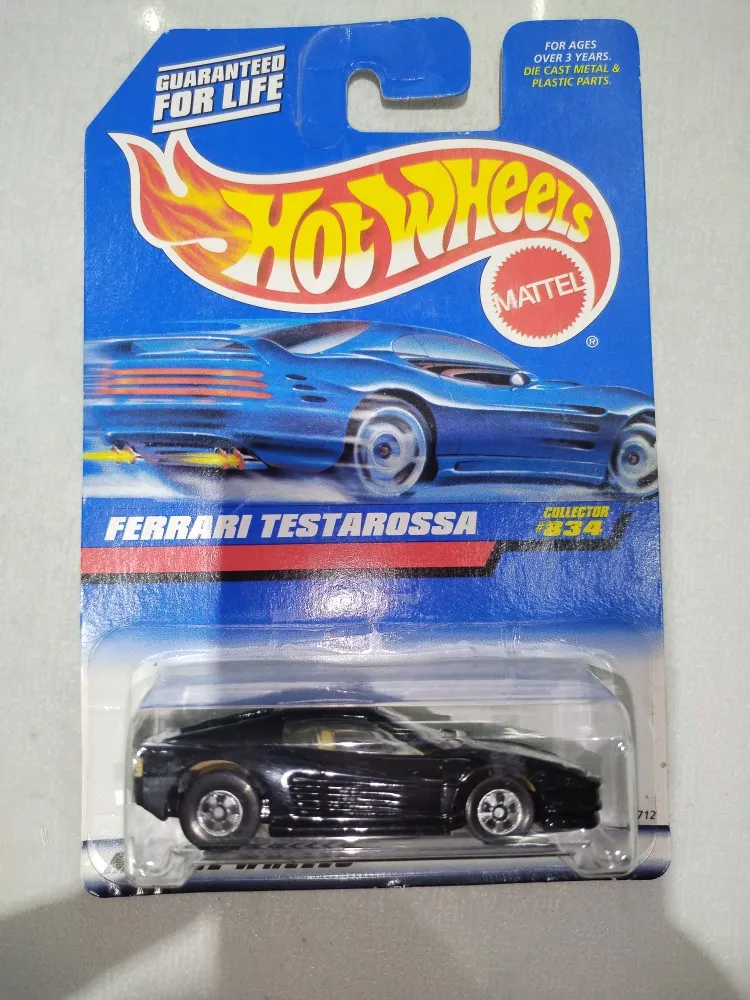 GUARANTEED
FOR LIFE
FOR AGES
OVER 3 YEARS.
DIE CAST METAL &
PLASTIC PARTS.
HOT WHEELS
MATTEL
®
FERRARI TESTAROSSA
COLLECTOR
#834
712
WHEELS